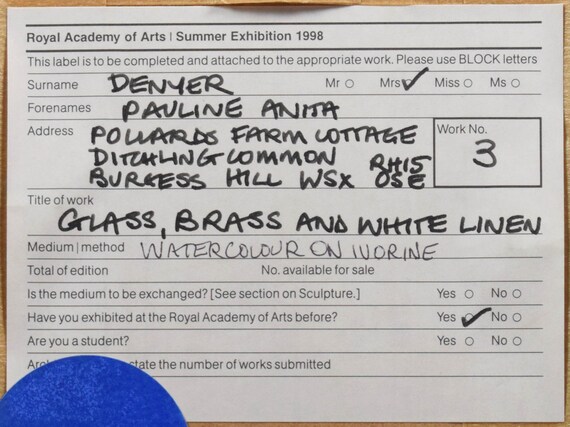 Royal Academy of Arts | Summer Exhibition 1998
This label is to be completed and attached to the appropriate work. Please use BLOCK letters
Surname DENYER Mr Mrs ✓ Miss Ms
Forenames PAULINE ANITA
Address POLLARDS FARM COTTAGE
DITCHLING COMMON RH15
BURGESS HILL WSX 0SE
Work No.
3
Title of work
GLASS, BRASS AND WHITE LINEN
Medium | method WATERCOLOUR ON IVORINE
Total of edition No. available for sale
Is the medium to be exchanged? [See section on Sculpture.] Yes No
Have you exhibited at the Royal Academy of Arts before? Yes ✓ No
Are you a student? Yes No
state the number of works submitted